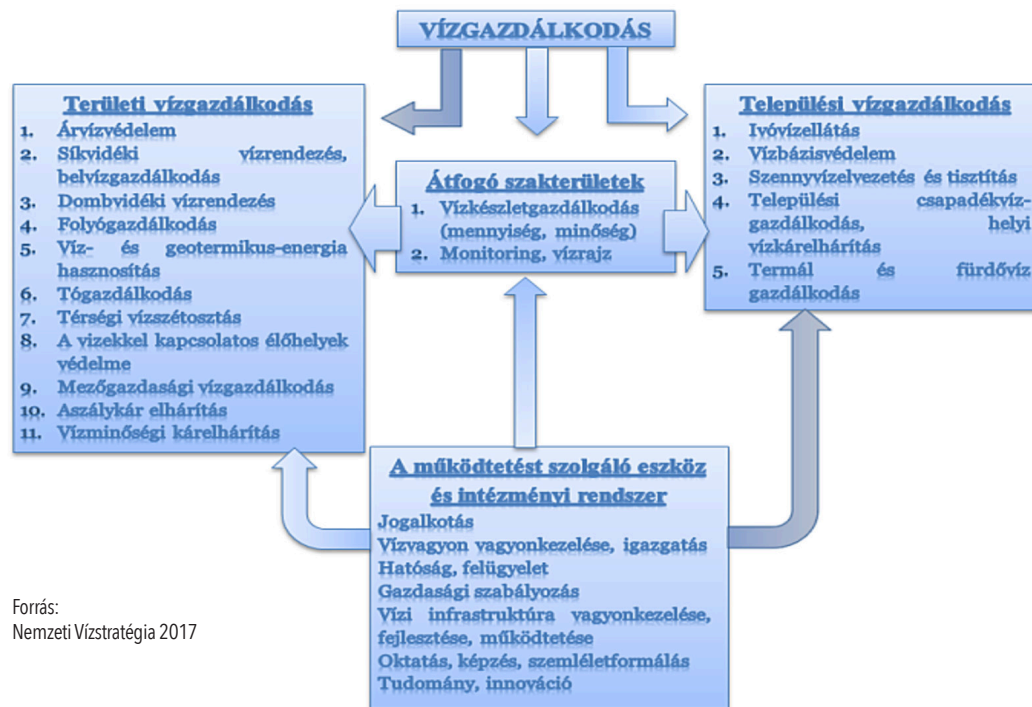 VÍZGAZDÁLKODÁS
Területi vízgazdálkodás
1. Árvízvédelem
2. Síkvidéki vízrendezés,
belvízgazdálkodás
3. Dombvidéki vízrendezés
4. Folyógazdálkodás
5. Víz- és geotermikus-energia
hasznosítás
6. Tógazdálkodás
7. Térségi vízszétosztás
8. A vizekkel kapcsolatos élőhelyek
védelme
9. Mezőgazdasági vízgazdálkodás
10. Aszálykár elhárítás
11. Vízminőségi kárelhárítás
Átfogó szakterületek
1. Vízkészletgazdálkodás
(mennyiség, minőség)
2. Monitoring, vízrajz
Települési vízgazdálkodás
1. Ivóvízellátás
2. Vízbázisvédelem
3. Szennyvízelvezetés és tisztítás
4. Települési csapadékvíz-
gazdálkodás, helyi
vízkárelhárítás
5. Termál és fürdővíz
gazdálkodás
A működtetést szolgáló eszköz
és intézményi rendszer
Jogalkotás
Vízvagyon vagyonkezelése, igazgatás
Hatóság, felügyelet
Gazdasági szabályozás
Vízi infrastruktúra vagyonkezelése,
fejlesztése, működtetése
Oktatás, képzés, szemléletformálás
Tudomány, innováció
Forrás:
Nemzeti Vízstratégia 2017